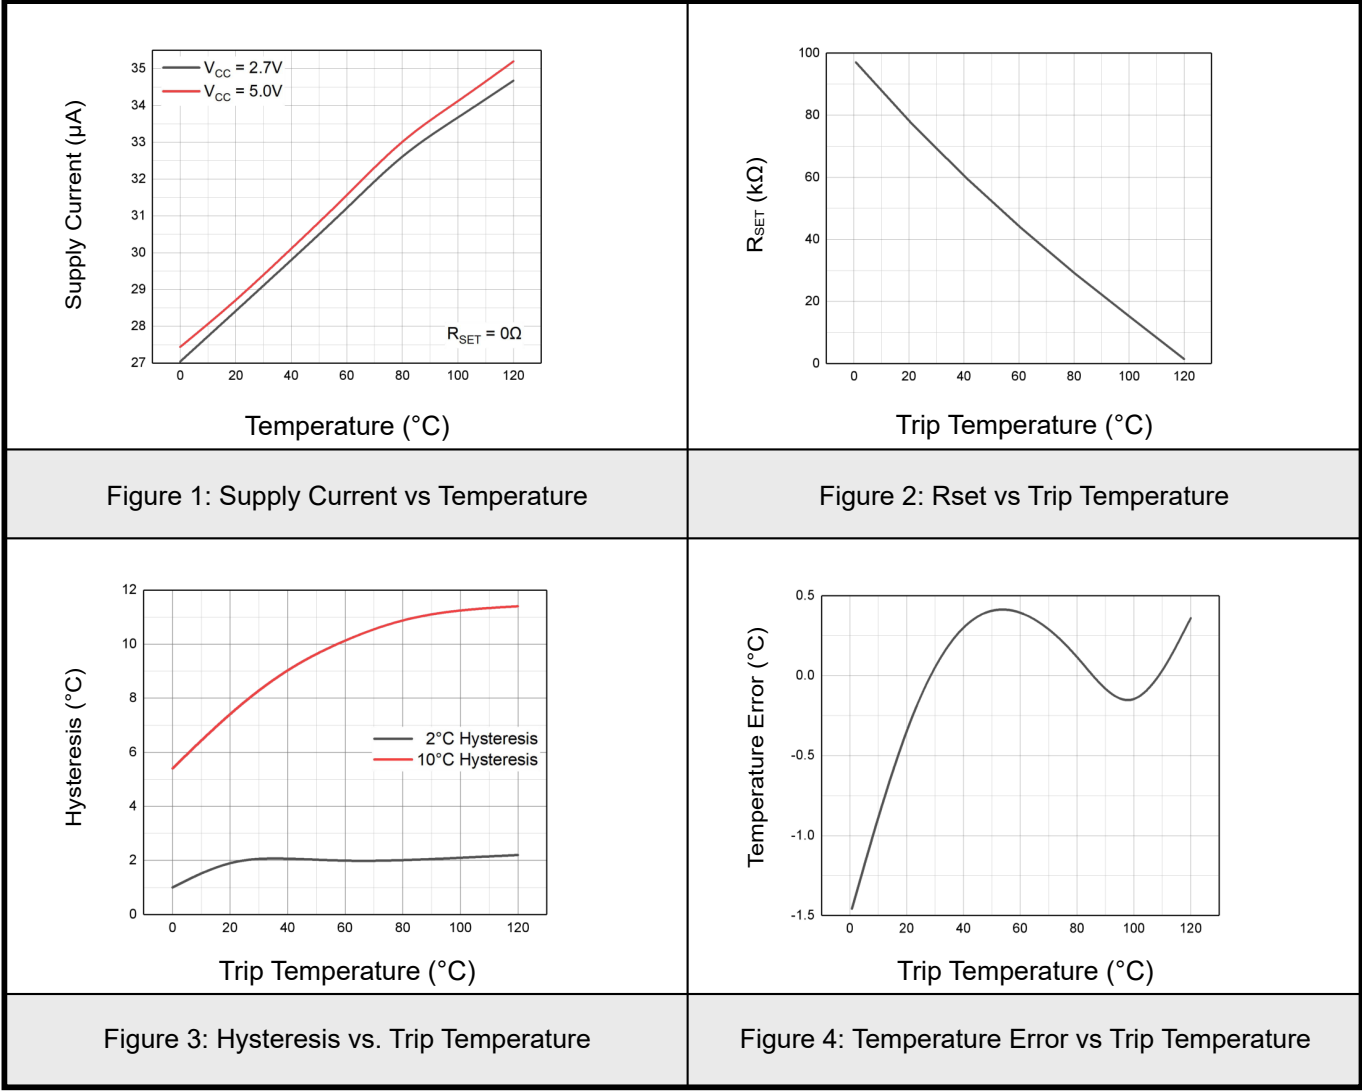 Supply Current (μA)
35
34
33
32
31
30
29
28
27
V_CC = 2.7V
V_CC = 5.0V
R_SET = 0Ω
0 20 40 60 80 100 120
Temperature (°C)
Figure 1: Supply Current vs Temperature
R_SET (kΩ)
100
80
60
40
20
0
0 20 40 60 80 100 120
Trip Temperature (°C)
Figure 2: Rset vs Trip Temperature
Hysteresis (°C)
12
10
8
6
4
2
0
2°C Hysteresis
10°C Hysteresis
0 20 40 60 80 100 120
Trip Temperature (°C)
Figure 3: Hysteresis vs. Trip Temperature
Temperature Error (°C)
0.5
0.0
-0.5
-1.0
-1.5
0 20 40 60 80 100 120
Trip Temperature (°C)
Figure 4: Temperature Error vs Trip Temperature